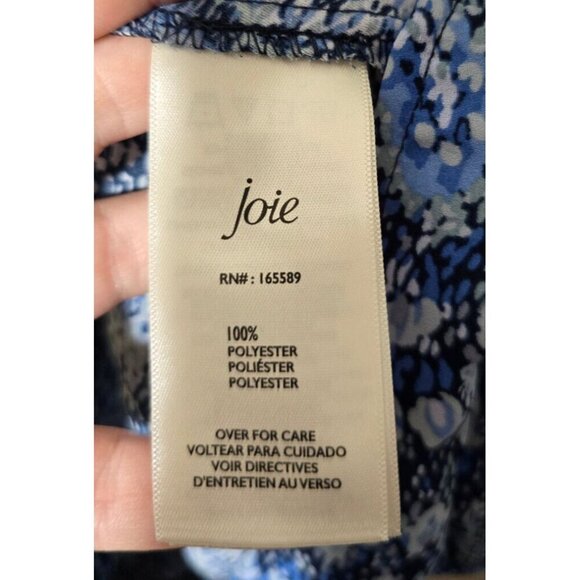 joie
RN#: 165589
100%
POLYESTER
POLIÉSTER
POLYESTER
OVER FOR CARE
VOLTEAR PARA CUIDADO
VOIR DIRECTIVES
D'ENTRETIEN AU VERSO